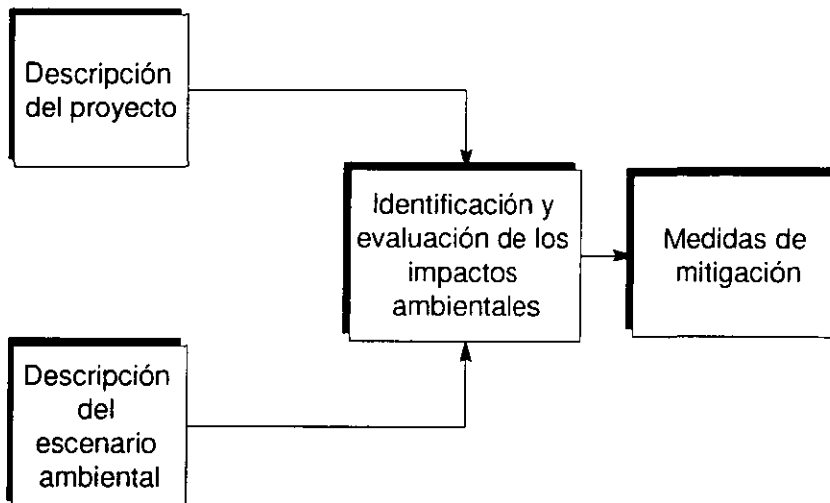 Descripción
del proyecto
Identificación y
evaluación de los
impactos
ambientales
Medidas de
mitigación
Descripción
del
escenario
ambiental